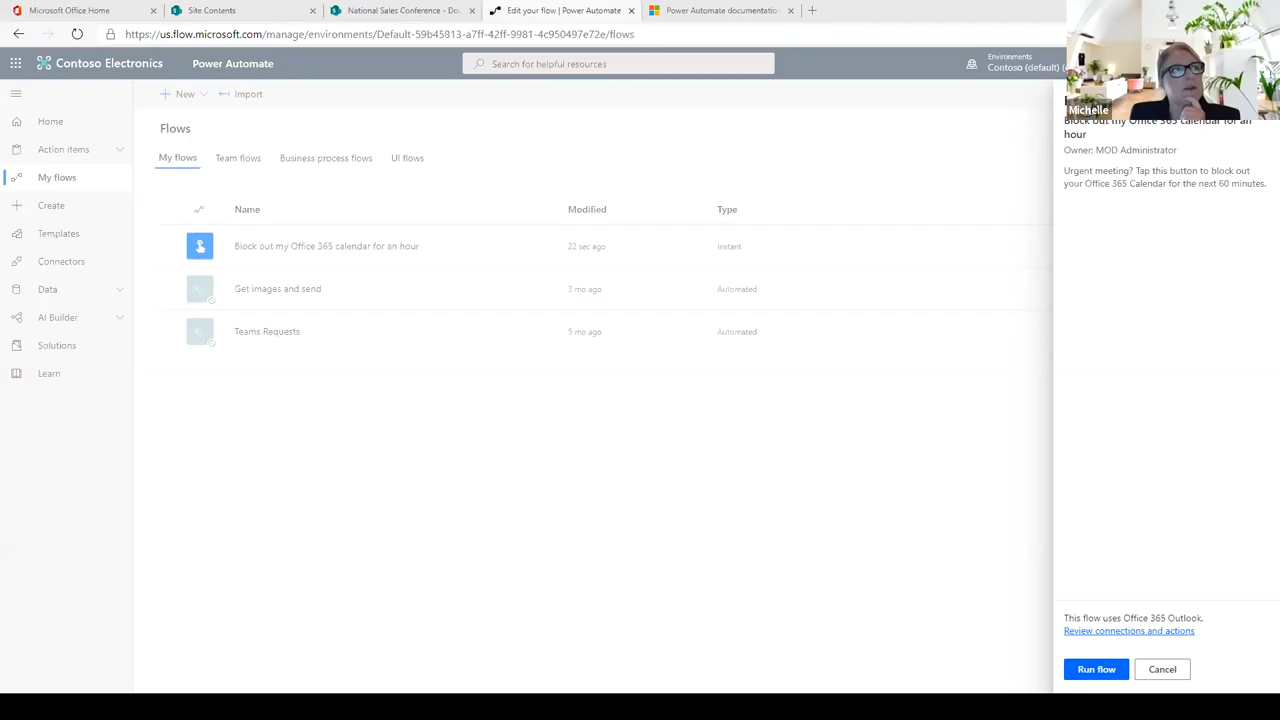 Microsoft Office Home
Site Contents
National Sales Conference - Do
Edit your flow | Power Automate
Power Automate documentation
https://us.flow.microsoft.com/manage/environments/Default-59b45813-a7ff-42ff-9981-4c950497e72e/flows
Contoso Electronics
Power Automate
Search for helpful resources
Environments
Contoso (default) (
Michelle
New
Import
Home
Action items
My flows
Create
Templates
Connectors
Data
AI Builder
Solutions
Learn
Flows
My flows
Team flows
Business process flows
UI flows
Name
Modified
Type
Block out my Office 365 calendar for an hour
22 sec ago
Instant
Get images and send
3 mo ago
Automated
Teams Requests
5 mo ago
Automated
Block out my Office 365 calendar for an
hour
Owner: MOD Administrator
Urgent meeting? Tap this button to block out
your Office 365 Calendar for the next 60 minutes.
This flow uses Office 365 Outlook.
Review connections and actions
Run flow
Cancel